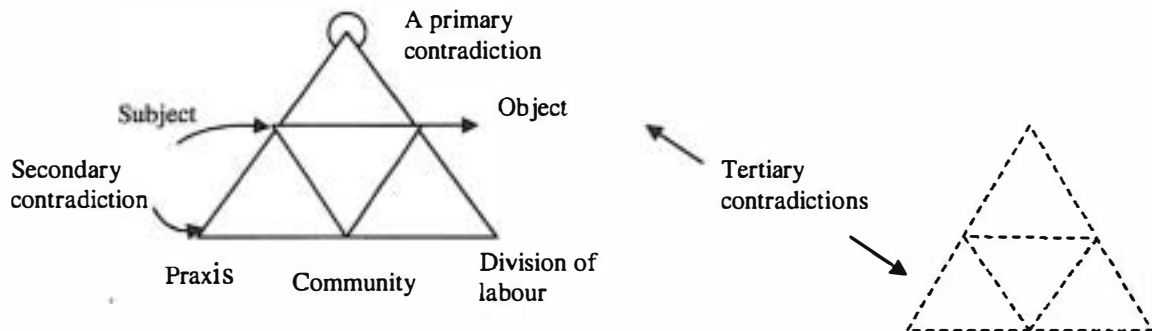 A primary
contradiction
Subject
Object
Secondary
contradiction
Tertiary
contradictions
Praxis
Community
Division of
labour